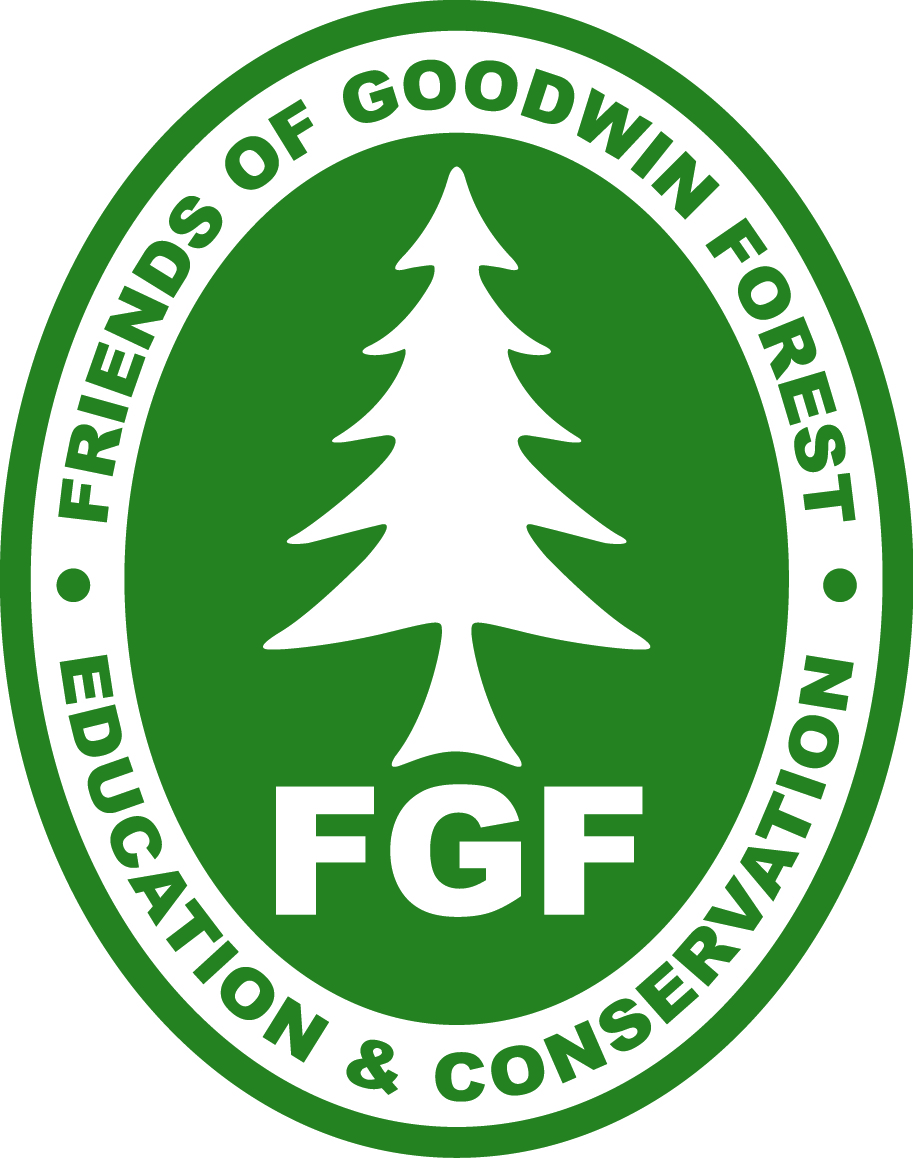 FRIENDS OF GOODWIN FOREST
FGF
EDUCATION & CONSERVATION